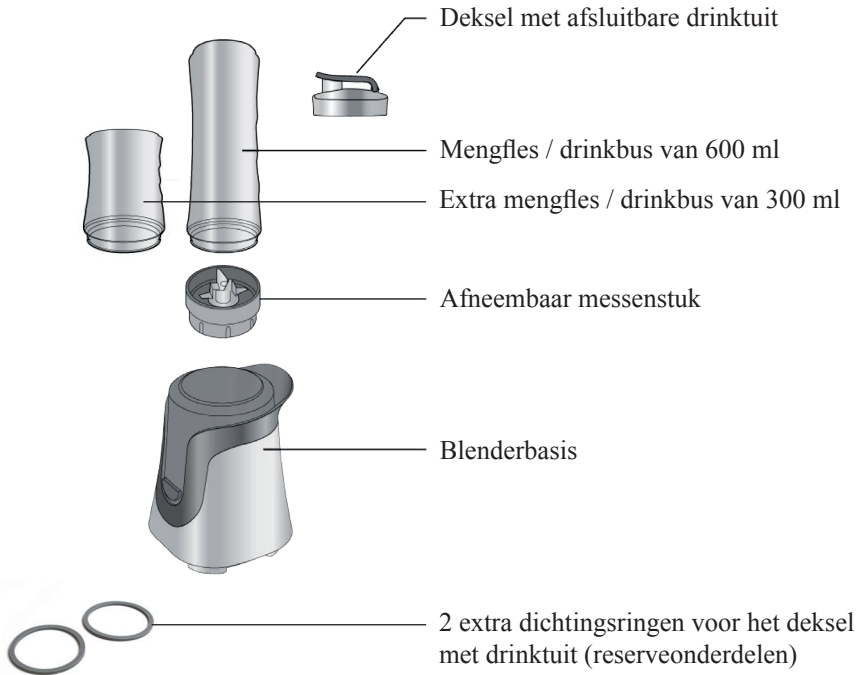 Deksel met afsluitbare drinktuit
Mengfles / drinkbus van 600 ml
Extra mengfles / drinkbus van 300 ml
Afneembaar messenstuk
Blenderbasis
2 extra dichtingsringen voor het deksel
met drinktuit (reserveonderdelen)